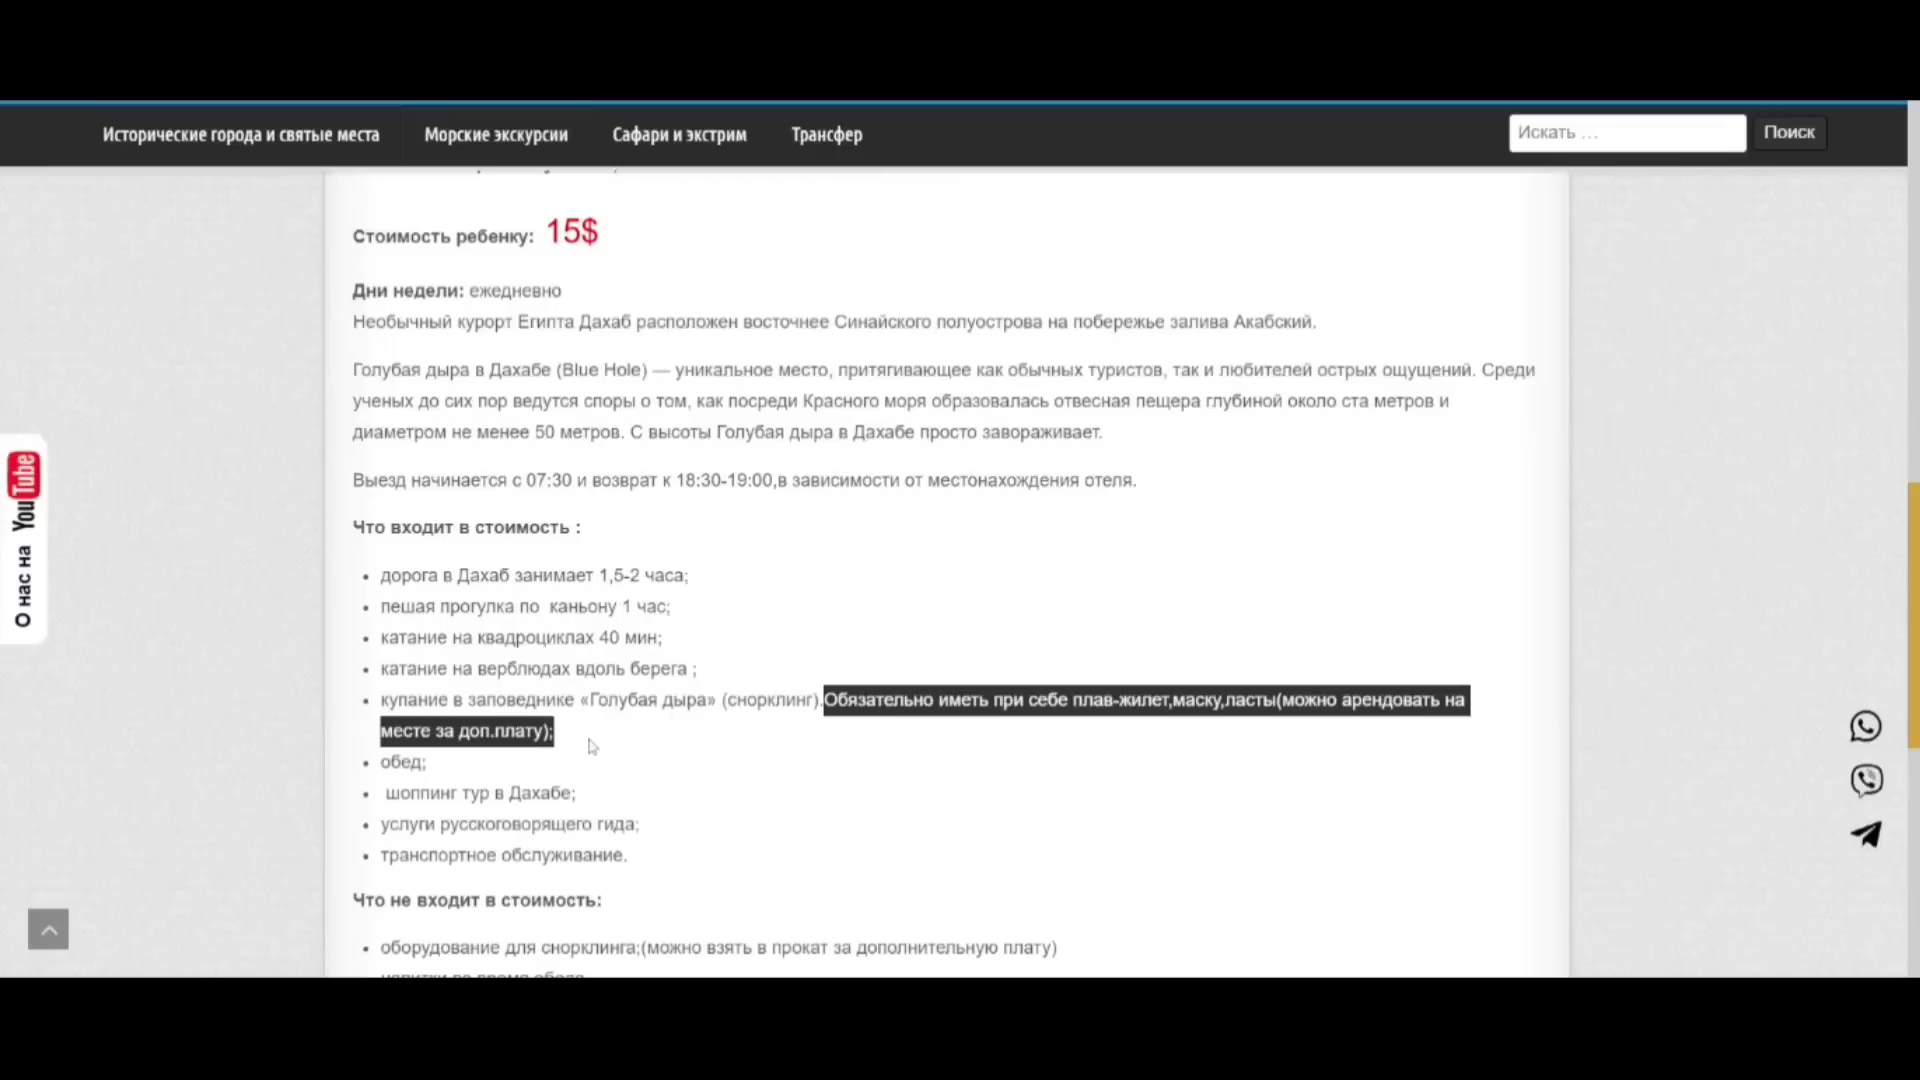 Исторические города и святые места
Морские экскурсии
Сафари и экстрим
Трансфер
Искать …
Поиск
Стоимость ребенку: 15$
Дни недели: ежедневно
Необычный курорт Египта Дахаб расположен восточнее Синайского полуострова на побережье залива Акабский.
Голубая дыра в Дахабе (Blue Hole) — уникальное место, притягивающее как обычных туристов, так и любителей острых ощущений. Среди
ученых до сих пор ведутся споры о том, как посреди Красного моря образовалась отвесная пещера глубиной около ста метров и
диаметром не менее 50 метров. С высоты Голубая дыра в Дахабе просто завораживает.
Выезд начинается с 07:30 и возврат к 18:30-19:00,в зависимости от местонахождения отеля.
Что входит в стоимость :
дорога в Дахаб занимает 1,5-2 часа;
пешая прогулка по каньону 1 час;
катание на квадроциклах 40 мин;
катание на верблюдах вдоль берега ;
купание в заповеднике «Голубая дыра» (снорклинг).Обязательно иметь при себе плав-жилет,маску,ласты(можно арендовать на
месте за доп.плату);
обед;
шоппинг тур в Дахабе;
услуги русскоговорящего гида;
транспортное обслуживание.
Что не входит в стоимость:
оборудование для снорклинга;(можно взять в прокат за дополнительную плату)
О нас на YouTube